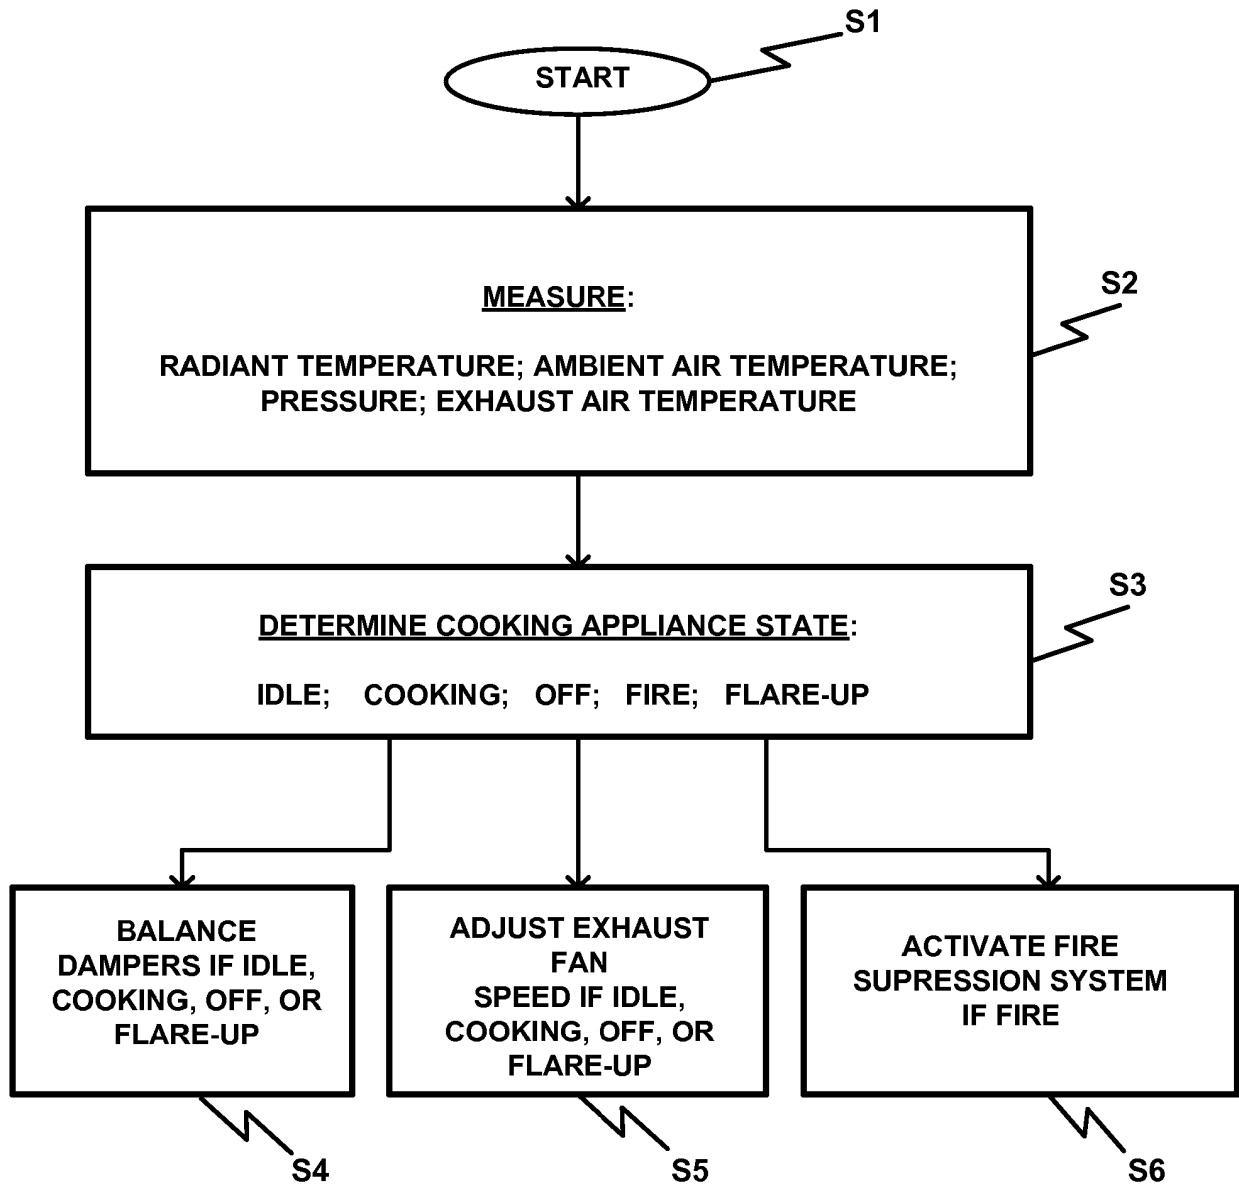 S1
START
S2
MEASURE:
RADIANT TEMPERATURE; AMBIENT AIR TEMPERATURE;
PRESSURE; EXHAUST AIR TEMPERATURE
S3
DETERMINE COOKING APPLIANCE STATE:
IDLE; COOKING; OFF; FIRE; FLARE-UP
BALANCE
DAMPERS IF IDLE,
COOKING, OFF, OR
FLARE-UP
ADJUST EXHAUST
FAN
SPEED IF IDLE,
COOKING, OFF, OR
FLARE-UP
ACTIVATE FIRE
SUPRESSION SYSTEM
IF FIRE
S4
S5
S6